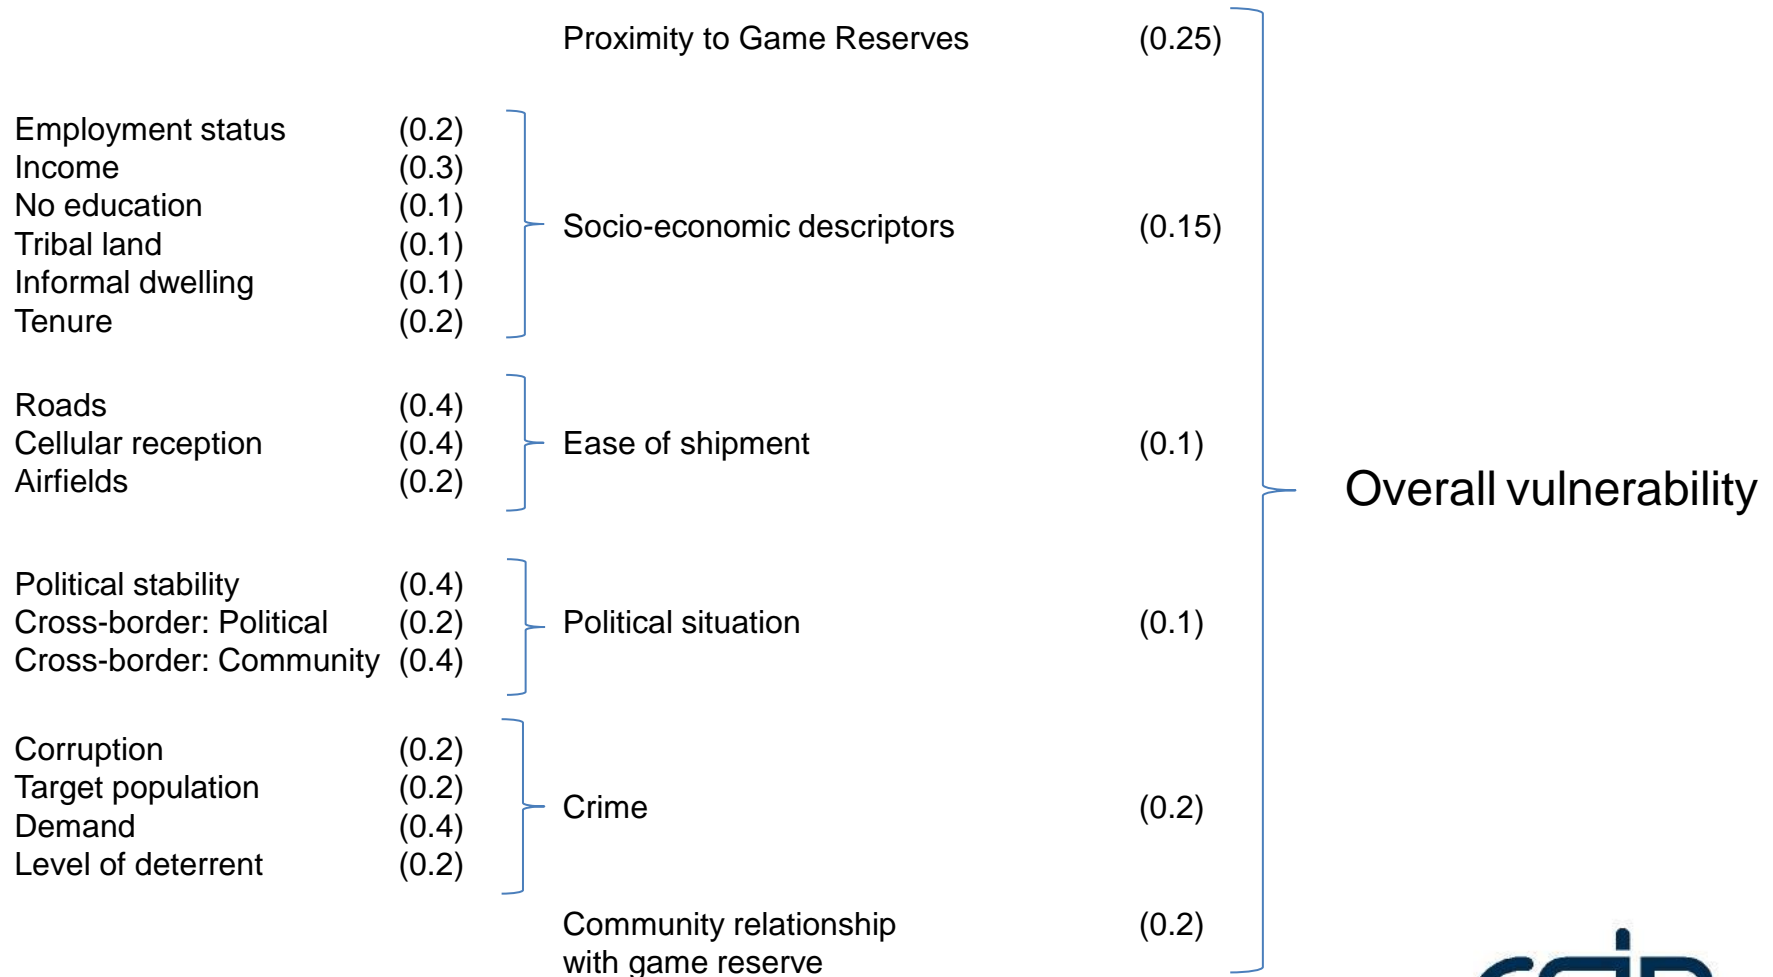 Proximity to Game Reserves (0.25)
Employment status (0.2)
Income (0.3)
No education (0.1)
Tribal land (0.1)
Informal dwelling (0.1)
Tenure (0.2)
Socio-economic descriptors (0.15)
Roads (0.4)
Cellular reception (0.4)
Airfields (0.2)
Ease of shipment (0.1)
Political stability (0.4)
Cross-border: Political (0.2)
Cross-border: Community (0.4)
Political situation (0.1)
Corruption (0.2)
Target population (0.2)
Demand (0.4)
Level of deterrent (0.2)
Crime (0.2)
Community relationship (0.2)
with game reserve
Overall vulnerability